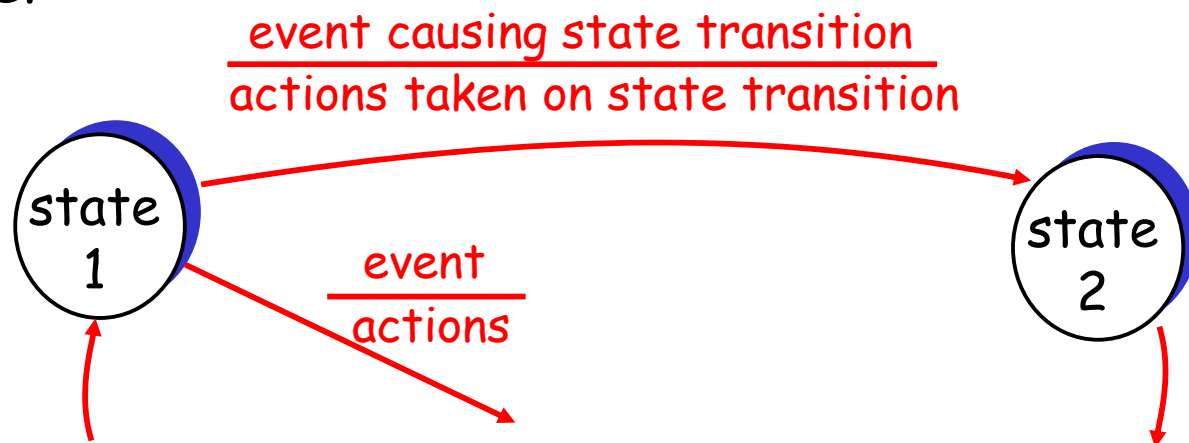 event causing state transition
actions taken on state transition
state
1
event
actions
state
2